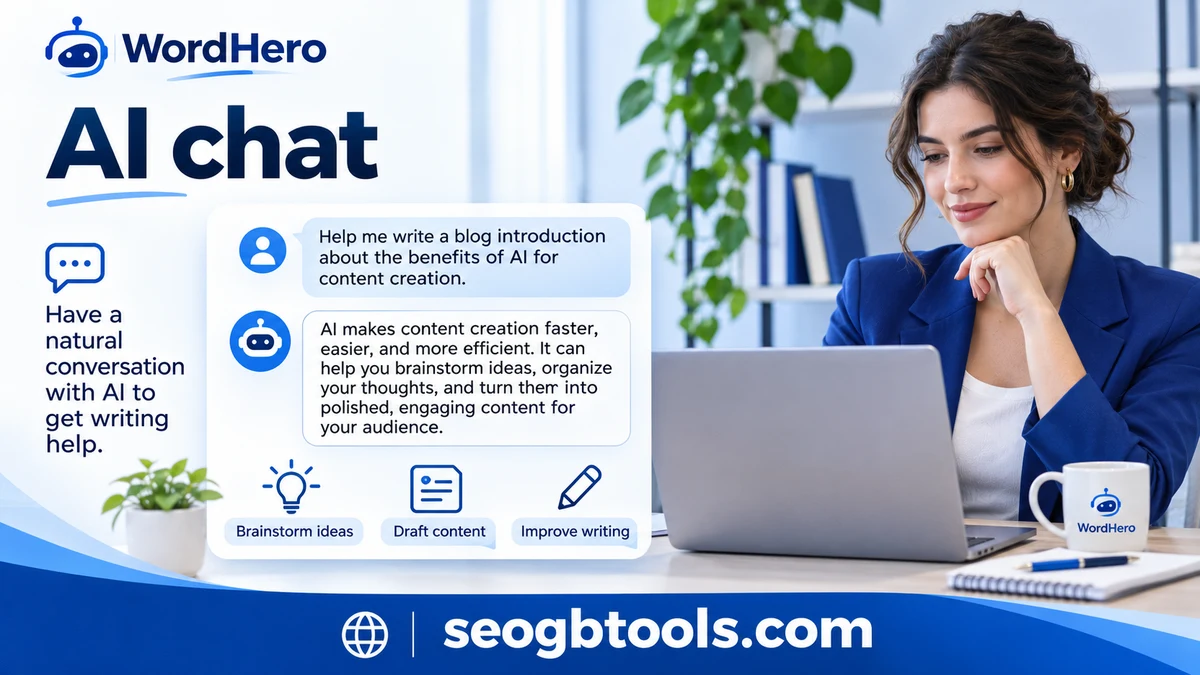 WordHero
AI chat
Have a
natural
conversation
with AI to
get writing
help.
Help me write a blog introduction
about the benefits of AI for
content creation.
AI makes content creation faster,
easier, and more efficient. It can
help you brainstorm ideas, organize
your thoughts, and turn them into
polished, engaging content for
your audience.
Brainstorm ideas
Draft content
Improve writing
WordHero
seogbtools.com